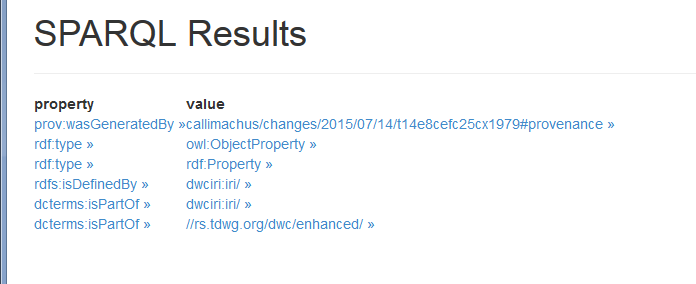 SPARQL Results
property value
prov:wasGeneratedBy »callimachus/changes/2015/07/14/t14e8cefc25cx1979#provenance »
rdf:type » owl:ObjectProperty »
rdf:type » rdf:Property »
rdfs:isDefinedBy » dwciri:iri/ »
dcterms:isPartOf » dwciri:iri/ »
dcterms:isPartOf » //rs.tdwg.org/dwc/enhanced/ »